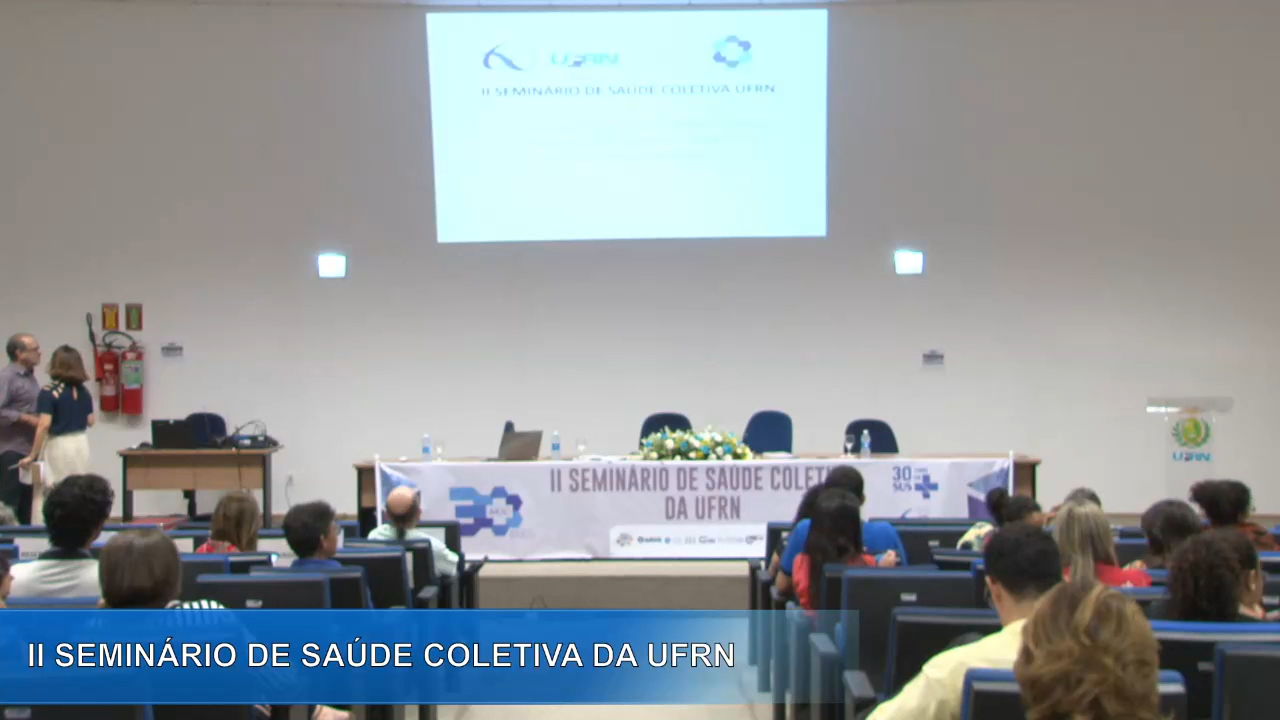 UFRN
II SEMINÁRIO DE SAÚDE COLETIVA UFRN
II SEMINÁRIO DE SAÚDE COLETI
DA UFRN
30
SUS
UFRN
II SEMINÁRIO DE SAÚDE COLETIVA DA UFRN